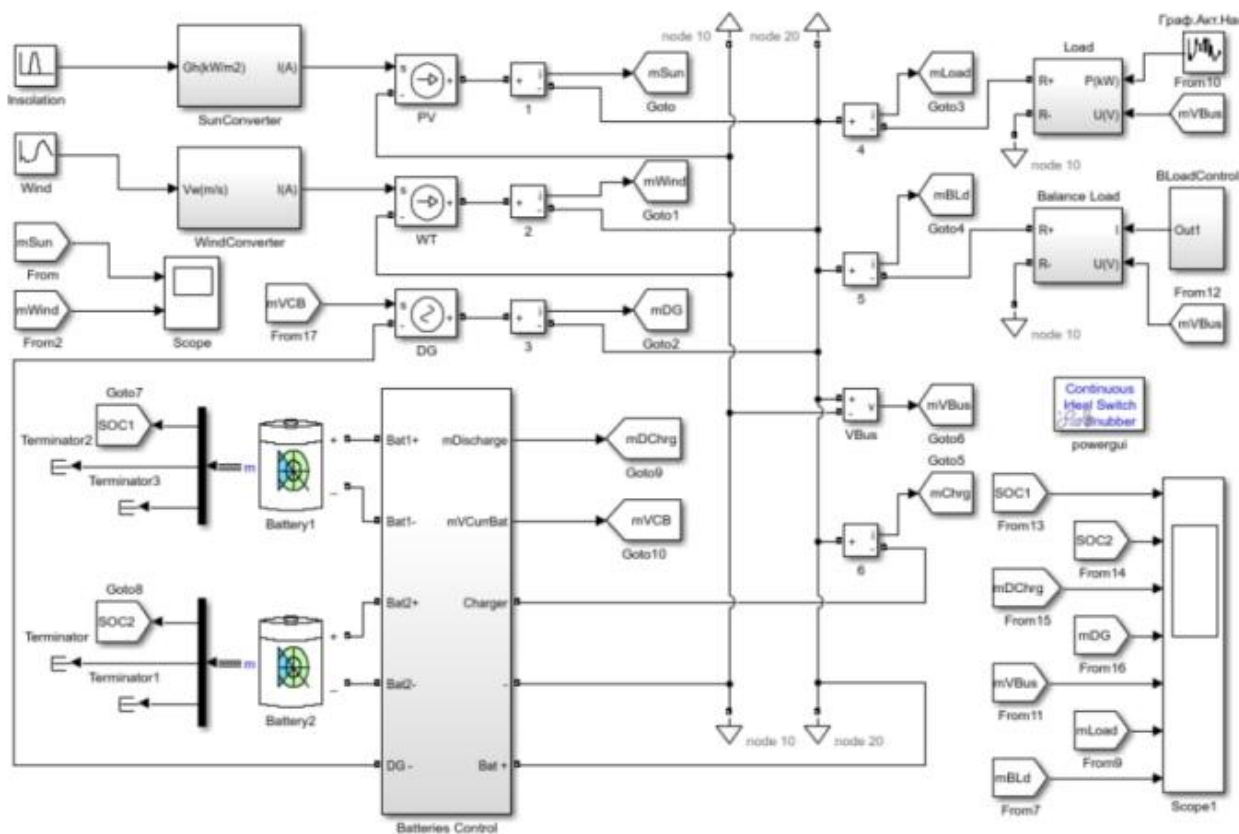 Insolation
Gh(kW/m2)
I(A)
SunConverter
s
-
+
PV
+
i
-
1
mSun
Goto
node 10
node 20
Wind
Vw(m/s)
I(A)
WindConverter
s
-
+
WT
+
i
-
2
mWind
Goto1
mSun
From
mWind
From2
Scope
mVCB
From17
s
-
+
DG
+
i
-
3
mDG
Goto2
+
i
-
4
mLoad
Goto3
Load
R+
P(kW)
R-
U(V)
node 10
Граф.Акт.На
From10
mVBus
+
i
-
5
mBLd
Goto4
Balance Load
R+
I
R-
U(V)
node 10
BLoadControl
Out1
From12
mVBus
+
-
v
VBus
mVBus
Goto6
Goto5
mChrg
+
i
-
6
Continuous
Ideal Switch
powergui
Goto7
SOC1
Terminator2
Terminator3
m
+
_
Battery1
Goto8
SOC2
Terminator
Terminator1
m
+
_
Battery2
Bat1+
mDischarge
Bat1-
mVCurrBat
Bat2+
Charger
Bat2-
-
DG -
Bat +
Batteries Control
mDChrg
Goto9
mVCB
Goto10
node 10
node 20
SOC1
From13
SOC2
From14
mDChrg
From15
mDG
From16
mVBus
From11
mLoad
From9
mBLd
From7
Scope1